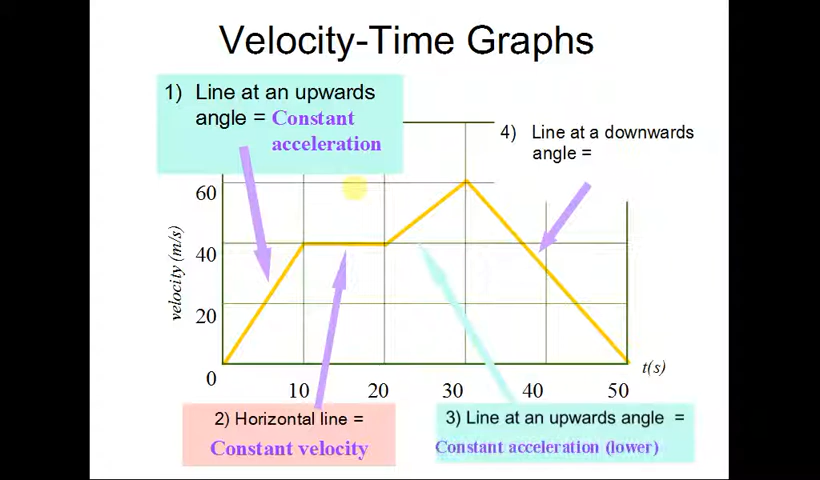 Velocity-Time Graphs
1) Line at an upwards
angle = Constant
acceleration
4) Line at a downwards
angle =
velocity (m/s)
60
40
20
0
10 20 30 40 50
t(s)
2) Horizontal line =
Constant velocity
3) Line at an upwards angle =
Constant acceleration (lower)